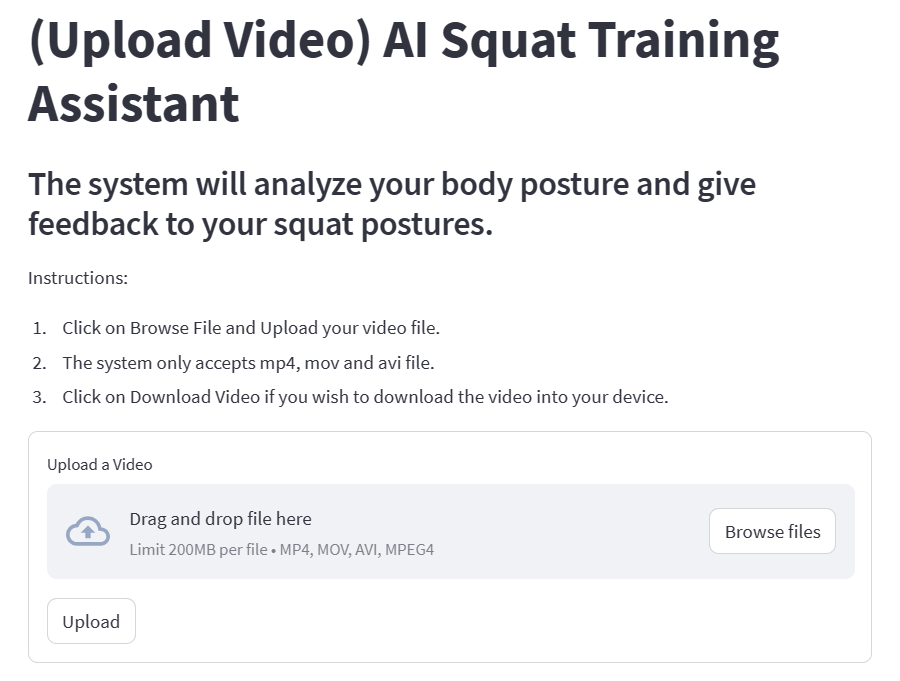 (Upload Video) AI Squat Training
Assistant
The system will analyze your body posture and give
feedback to your squat postures.
Instructions:
1. Click on Browse File and Upload your video file.
2. The system only accepts mp4, mov and avi file.
3. Click on Download Video if you wish to download the video into your device.
Upload a Video
Drag and drop file here
Limit 200MB per file • MP4, MOV, AVI, MPEG4
Browse files
Upload